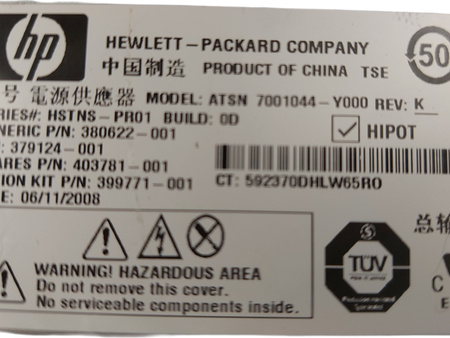 hp
HEWLETT-PACKARD COMPANY
50
中国制造 PRODUCT OF CHINA TSE
号 電源供應器 MODEL: ATSN 7001044-Y000 REV: K
RIES#: HSTNS-PR01 BUILD: 0D
HIPOT
NERIC P/N: 380622-001
: 379124-001
ARES P/N: 403781-001
CT: 592370DHLW65RO
ION KIT P/N: 399771-001
E: 06/11/2008
总输
WARNING! HAZARDOUS AREA
Do not remove this cover.
No serviceable components inside.
TÜV
C
E